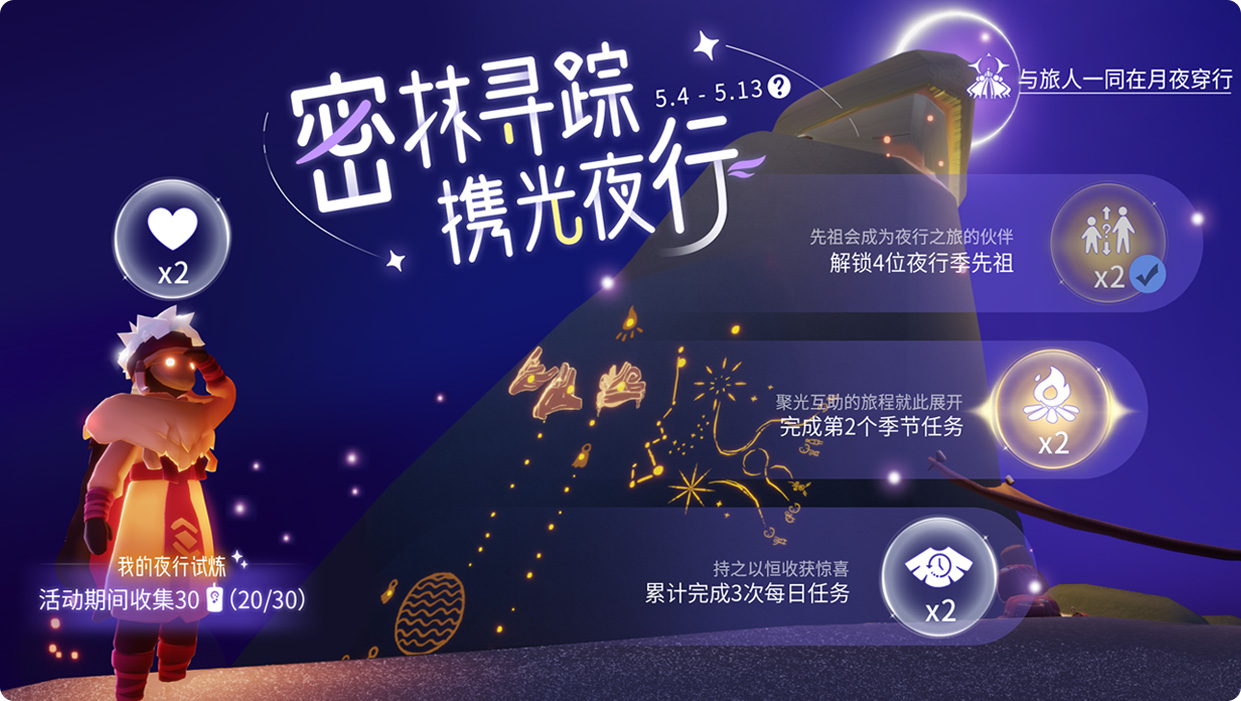 密抹寻踪
5.4 - 5.13 ?
携光夜行
与旅人一同在月夜穿行
x2
先祖会成为夜行之旅的伙伴
解锁4位夜行季先祖
?
x2
聚光互助的旅程就此展开
完成第2个季节任务
x2
我的夜行试炼
活动期间收集30 (20/30)
持之以恒收获惊喜
累计完成3次每日任务
x2